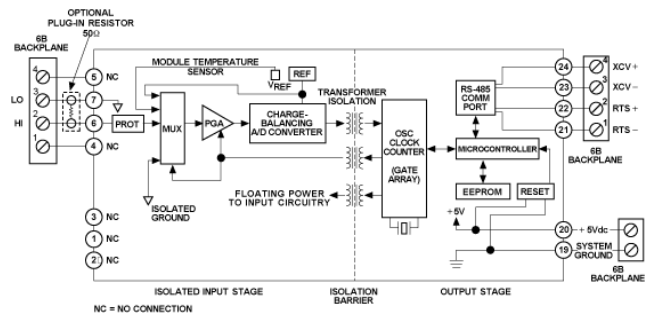 OPTIONAL
PLUG-IN RESISTOR
50Ω
6B
BACKPLANE
4
3
2
1
LO
HI
5 NC
7
6
4 NC
3 NC
1 NC
2 NC
PROT
MODULE TEMPERATURE
SENSOR
VREF
REF
MUX
PGA
CHARGE-
BALANCING
A/D CONVERTER
ISOLATED
GROUND
TRANSFORMER
ISOLATION
FLOATING POWER
TO INPUT CIRCUITRY
OSC
CLOCK
COUNTER
(GATE
ARRAY)
RS-485
COMM
PORT
MICROCONTROLLER
EEPROM
RESET
+5V
24
23
22
21
4
3
2
1
XCV+
XCV−
RTS+
RTS−
6B
BACKPLANE
20 + 5Vdc
19 SYSTEM
GROUND
6B
BACKPLANE
ISOLATED INPUT STAGE
ISOLATION
BARRIER
OUTPUT STAGE
NC = NO CONNECTION